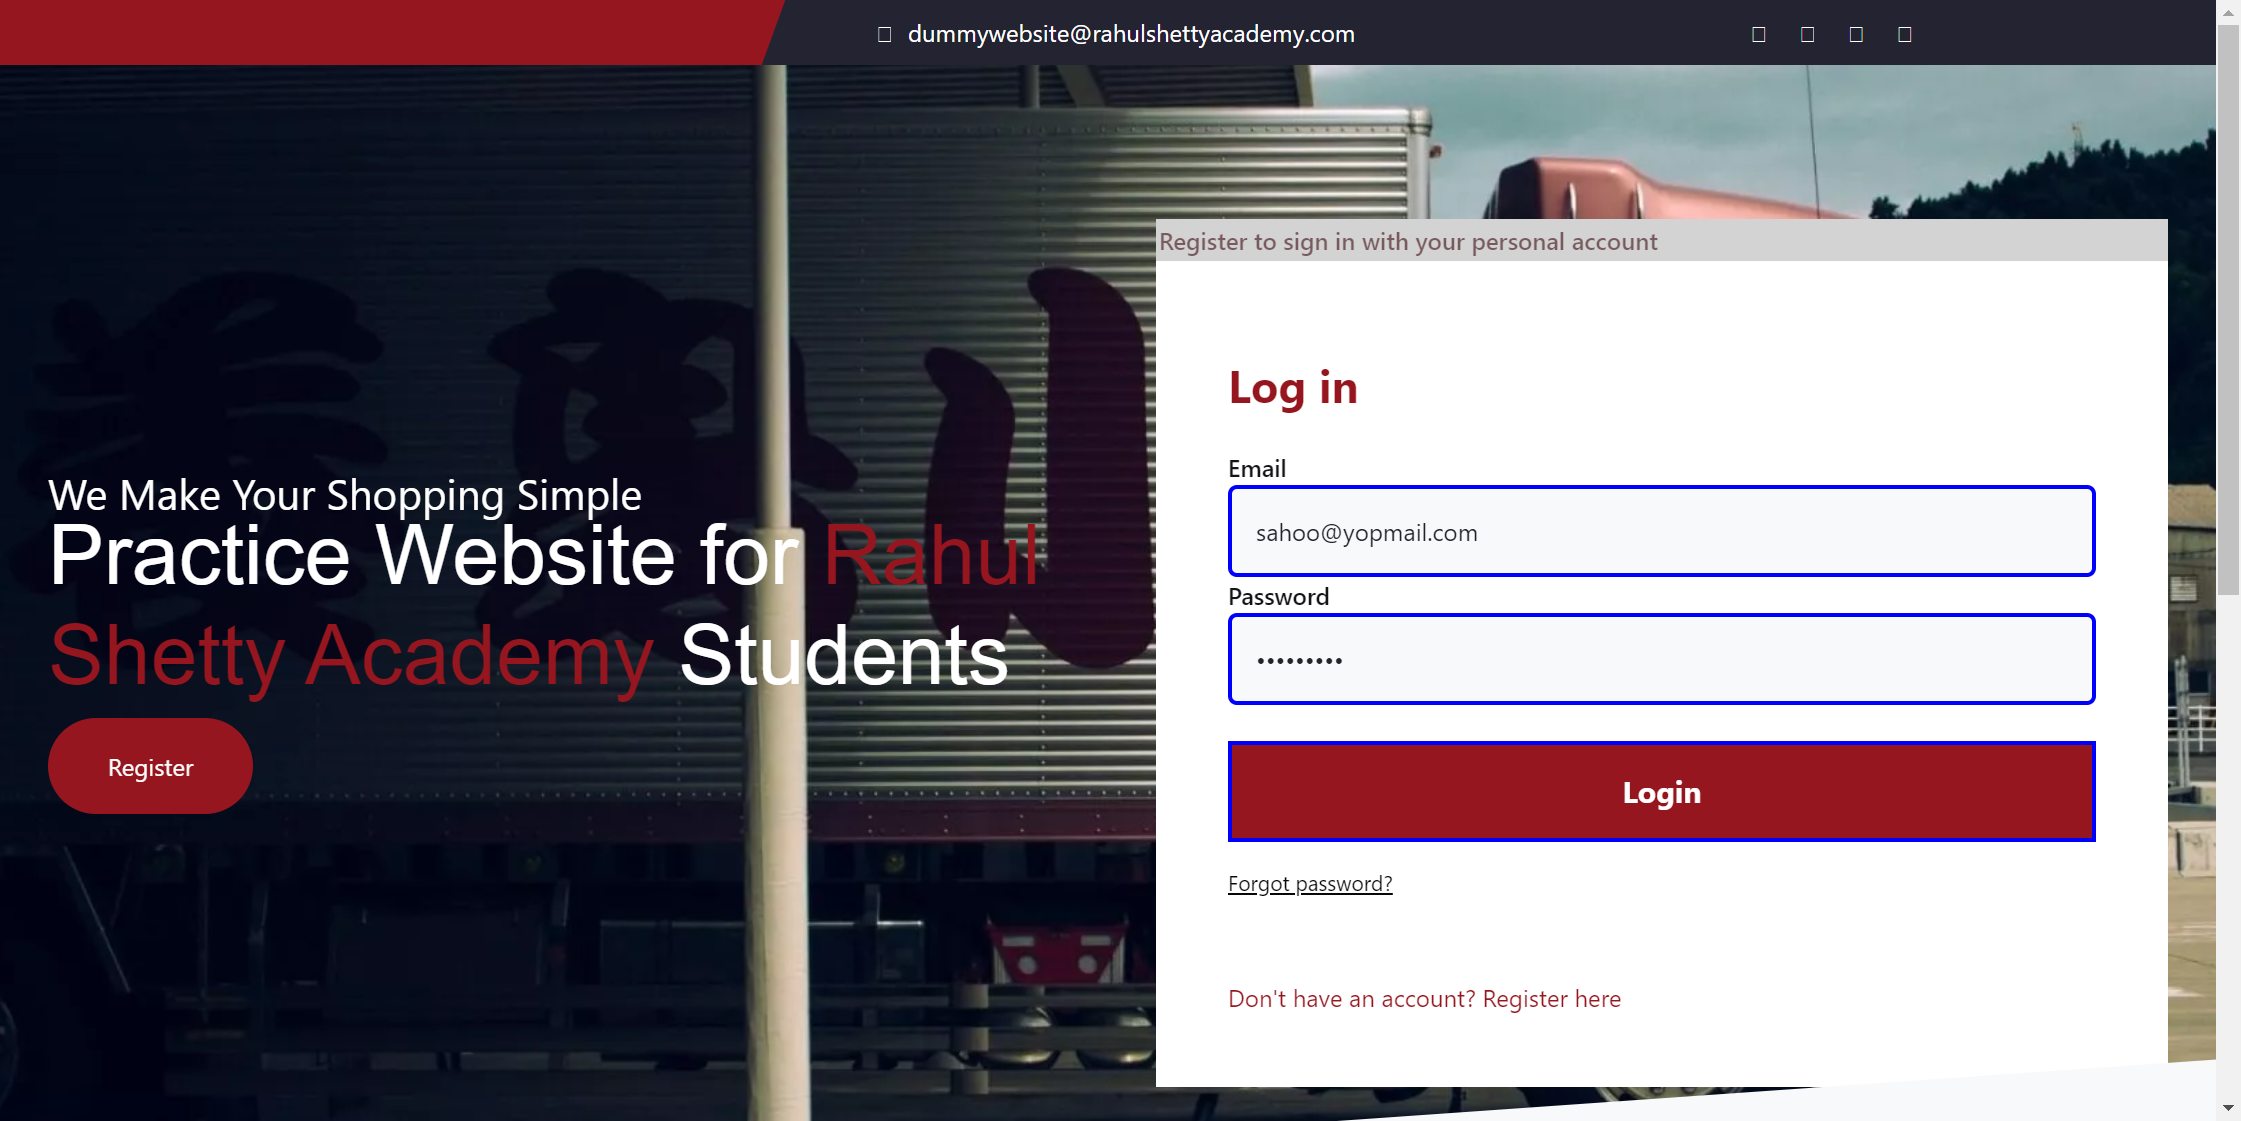 dummywebsite@rahulshettyacademy.com
Register to sign in with your personal account
We Make Your Shopping Simple
Practice Website for Rahul
Shetty Academy Students
Register
Log in
Email
sahoo@yopmail.com
Password
•••••••••
Login
Forgot password?
Don't have an account? Register here